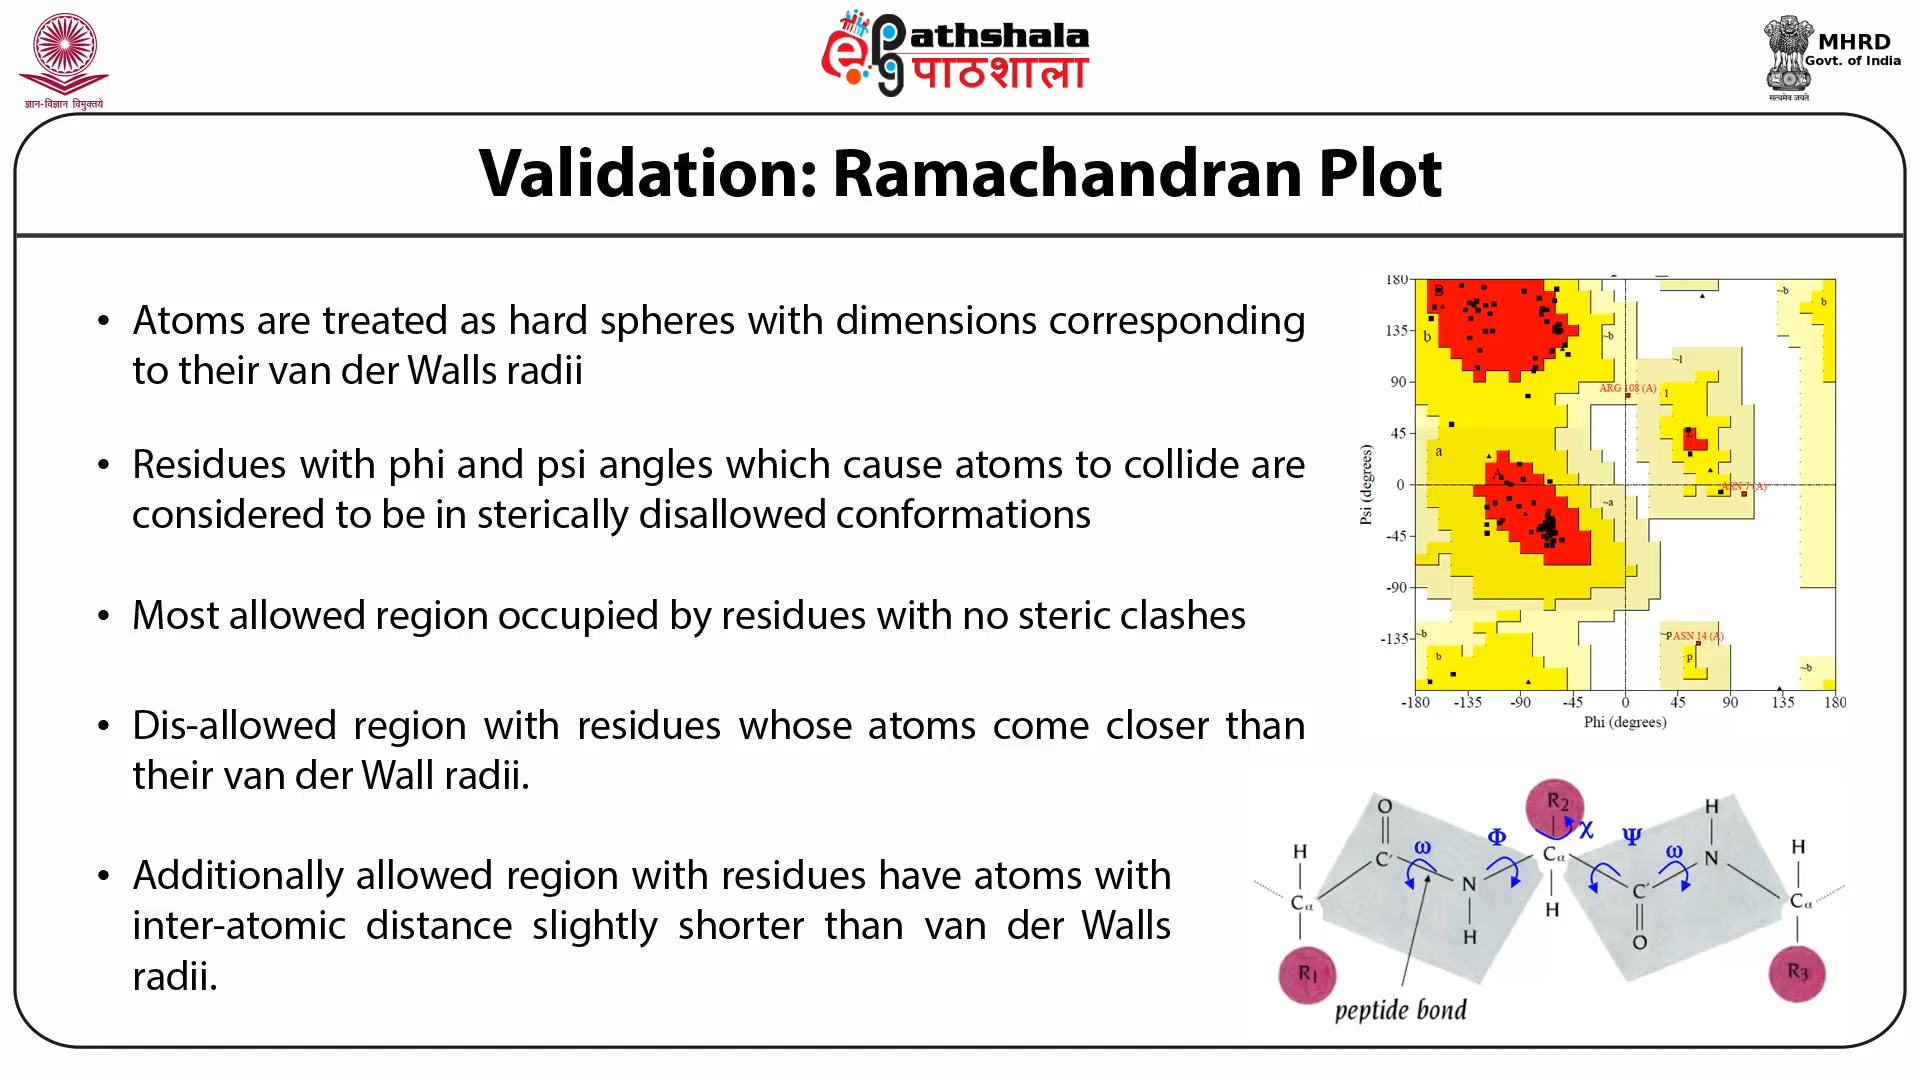 ज्ञान-विज्ञान विमुक्तये
ePathshala
पाठशाला
MHRD
Govt. of India
सत्यमेव जयते
Validation: Ramachandran Plot
• Atoms are treated as hard spheres with dimensions corresponding
to their van der Walls radii
• Residues with phi and psi angles which cause atoms to collide are
considered to be in sterically disallowed conformations
• Most allowed region occupied by residues with no steric clashes
• Dis-allowed region with residues whose atoms come closer than
their van der Wall radii.
• Additionally allowed region with residues have atoms with
inter-atomic distance slightly shorter than van der Walls
radii.
180
B ~b b
135
b ~b
~l
90
ARG 108 (A) l
45
L
a
A
0
ASN 7 (A)
~a
Psi (degrees)
-45
-90
-135
~b ~p ASN 14 (A)
b p ~b
-180 -135 -90 -45 0 45 90 135 180
Phi (degrees)
O R2 H
ω Φ χ Ψ ω
H C' Cα N H
Cα N H C' Cα
H O
R1 R3
peptide bond